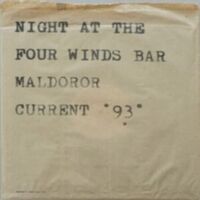 NIGHT AT THE
FOUR WINDS BAR
MALDOROR
CURRENT "93"